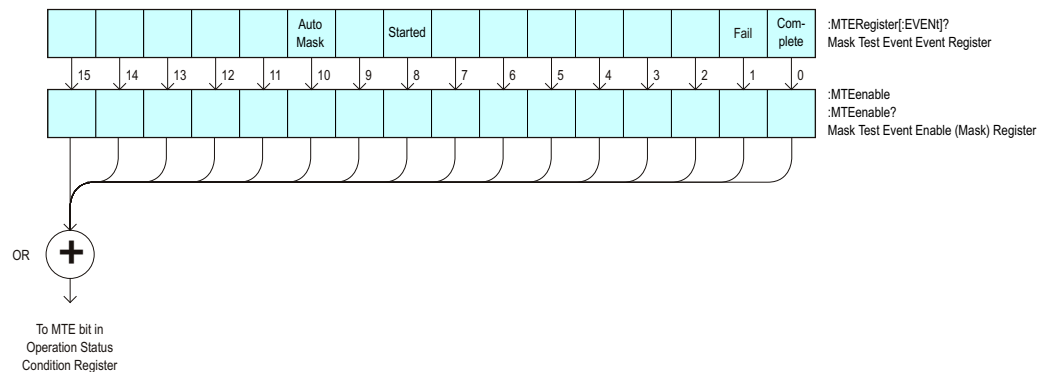 Auto
Mask
Started
Fail
Com-
plete
:MTERegister[:EVENt]?
Mask Test Event Event Register
15 14 13 12 11 10 9 8 7 6 5 4 3 2 1 0
:MTEenable
:MTEenable?
Mask Test Event Enable (Mask) Register
OR
+
To MTE bit in
Operation Status
Condition Register